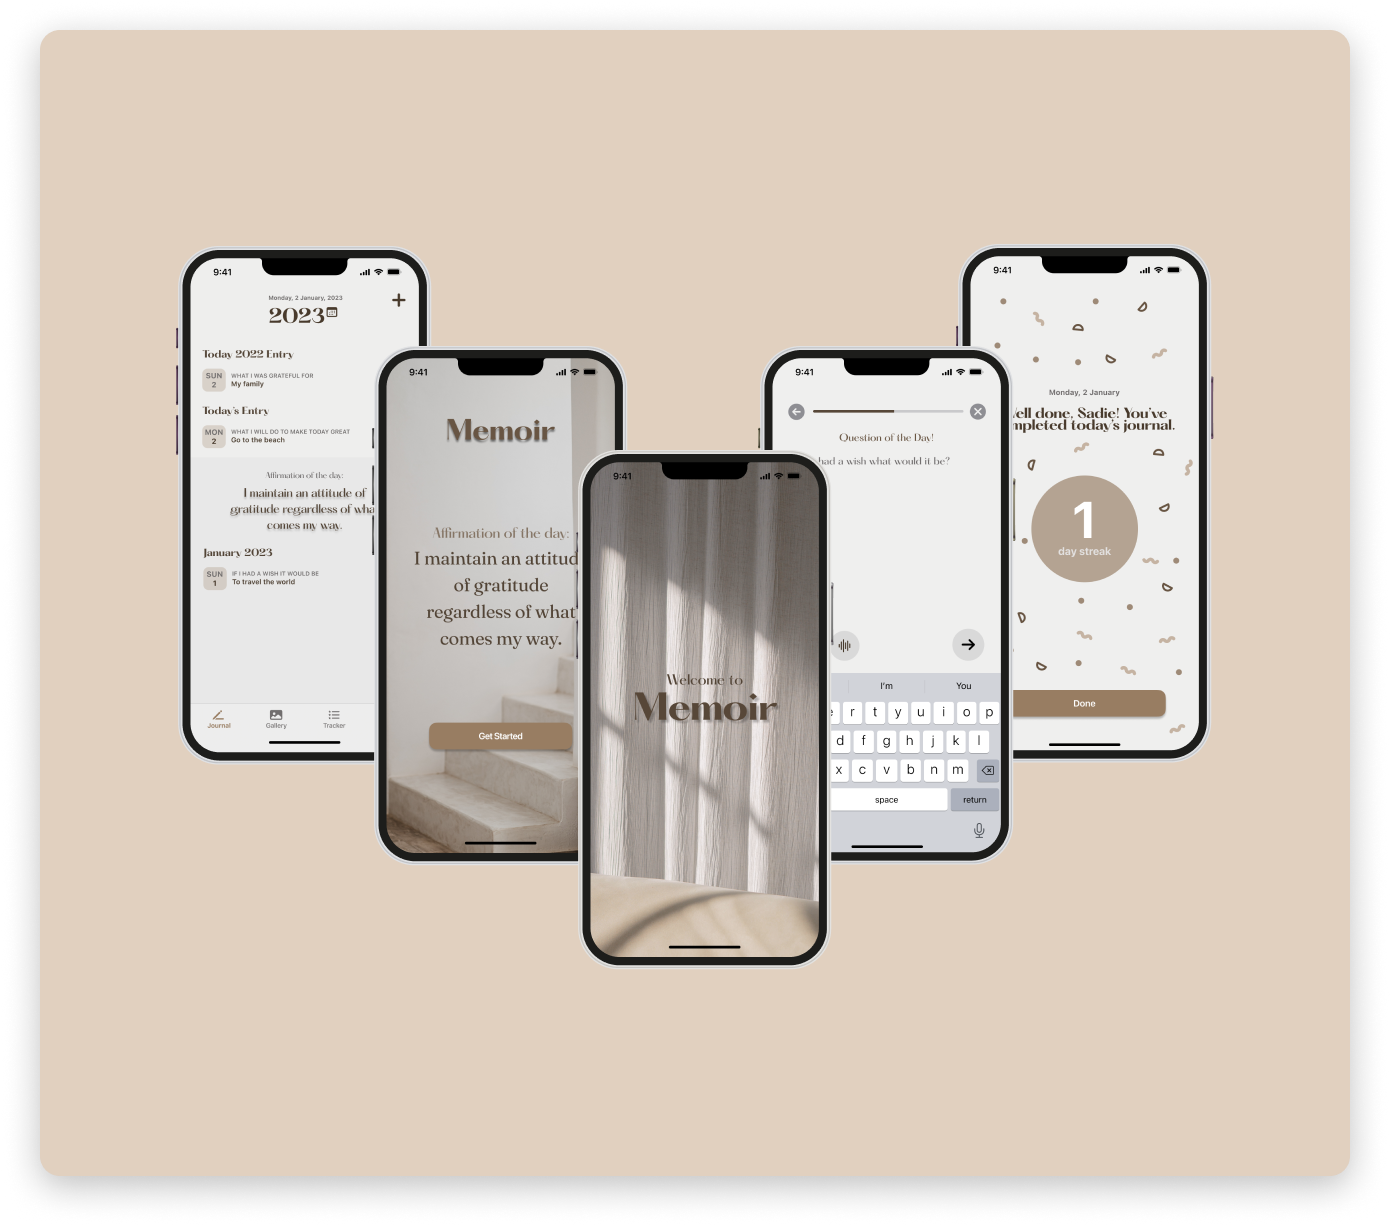 9:41
Monday, 2 January, 2023
2023
Today 2022 Entry
SUN
2
WHAT I WAS GRATEFUL FOR
My family
Today's Entry
MON
2
WHAT I WILL DO TO MAKE TODAY GREAT
Go to the beach
Affirmation of the day:
I maintain an attitude of
gratitude regardless of wha
comes my way.
January 2023
SUN
1
IF I HAD A WISH IT WOULD BE
To travel the world
Journal
Gallery
Tracker
9:41
Memoir
Affirmation of the day:
I maintain an attitud
of gratitude
regardless of what
comes my way.
Get Started
9:41
Welcome to
Memoir
9:41
Question of the Day!
had a wish what would it be?
I'm
You
e r t y u i o p
d f g h j k l
x c v b n m
space
return
9:41
Monday, 2 January
ell done, Sadie! You've
mpleted today's journal.
1
day streak
Done